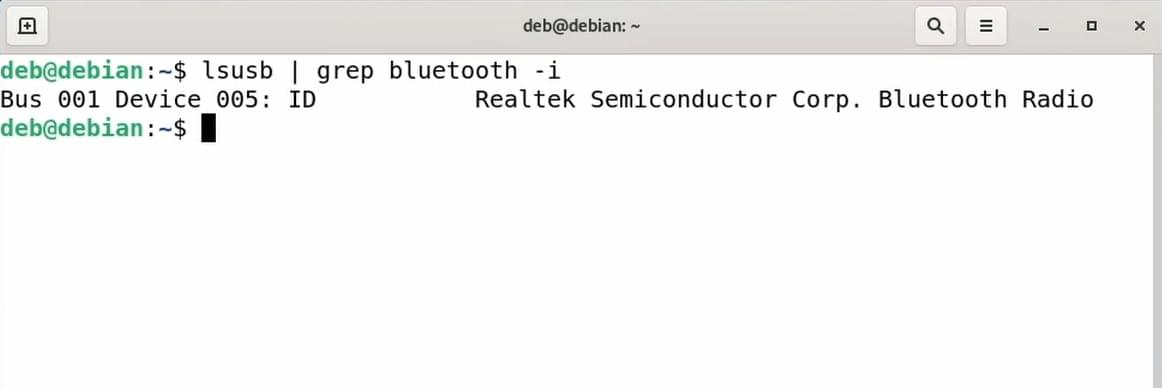 deb@debian: ~
deb@debian:~$ lsusb | grep bluetooth -i
Bus 001 Device 005: ID           Realtek Semiconductor Corp. Bluetooth Radio
deb@debian:~$